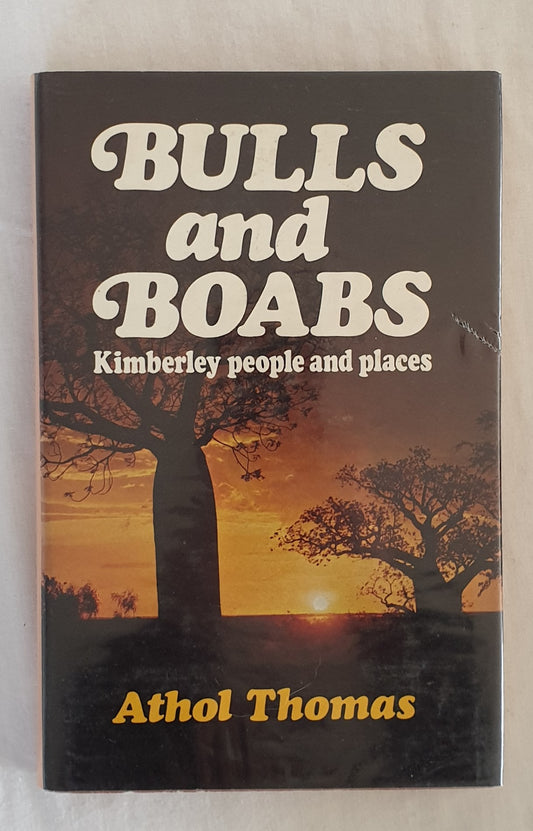 BULLS
and
BOABS
Kimberley people and places
Athol Thomas